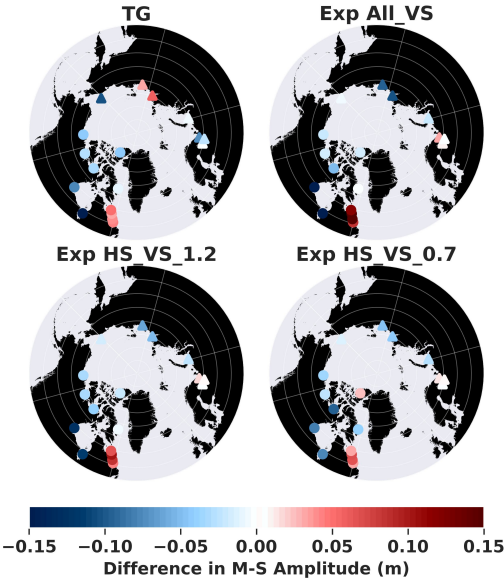 TG
Exp All_VS
Exp HS_VS_1.2
Exp HS_VS_0.7
−0.15 −0.10 −0.05 0.00 0.05 0.10 0.15
Difference in M-S Amplitude (m)